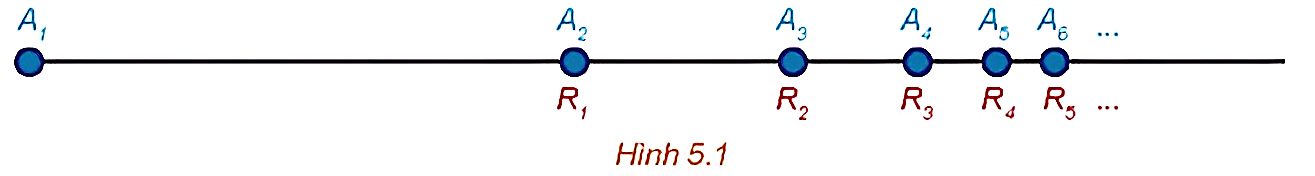 A₁ A₂ A₃ A₄ A₅ A₆ ...
R₁ R₂ R₃ R₄ R₅ ...
Hình 5.1